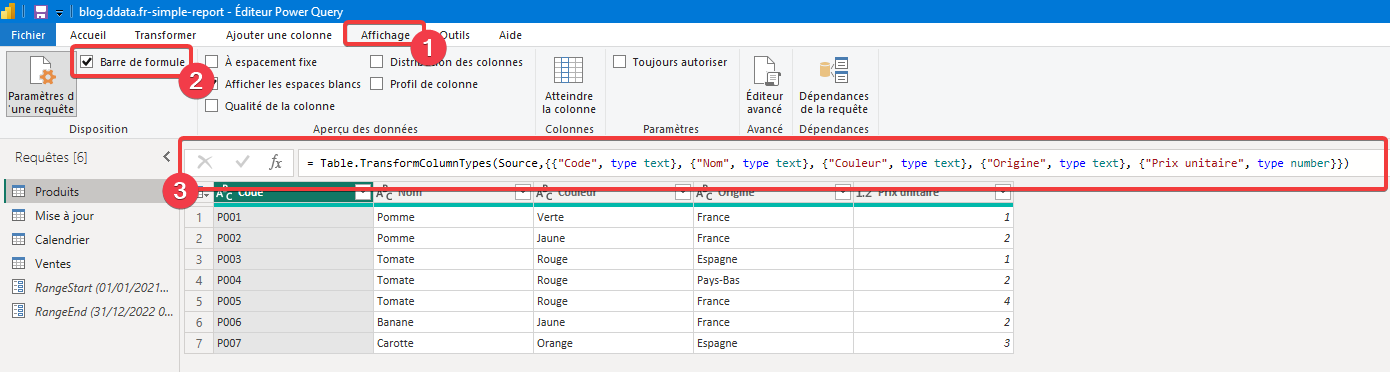 blog.ddata.fr-simple-report - Éditeur Power Query
Fichier Accueil Transformer Ajouter une colonne Affichage Outils Aide
1
Barre de formule
2
À espacement fixe
Distribution des colonnes
Afficher les espaces blancs
Profil de colonne
Qualité de la colonne
Toujours autoriser
Paramètres d
'une requête
Atteindre
la colonne
Éditeur
avancé
Dépendances
de la requête
Disposition
Aperçu des données
Colonnes
Paramètres
Avancé
Dépendances
Requêtes [6]
fx
= Table.TransformColumnTypes(Source,{{"Code", type text}, {"Nom", type text}, {"Couleur", type text}, {"Origine", type text}, {"Prix unitaire", type number}})
3
Produits
Mise à jour
Calendrier
Ventes
RangeStart (01/01/2021...
RangeEnd (31/12/2022 0...
ABC Code ABC Nom ABC Couleur ABC Origine 1.2 Prix unitaire
1 P001 Pomme Verte France 1
2 P002 Pomme Jaune France 2
3 P003 Tomate Rouge Espagne 1
4 P004 Tomate Rouge Pays-Bas 2
5 P005 Tomate Rouge France 4
6 P006 Banane Jaune France 2
7 P007 Carotte Orange Espagne 3